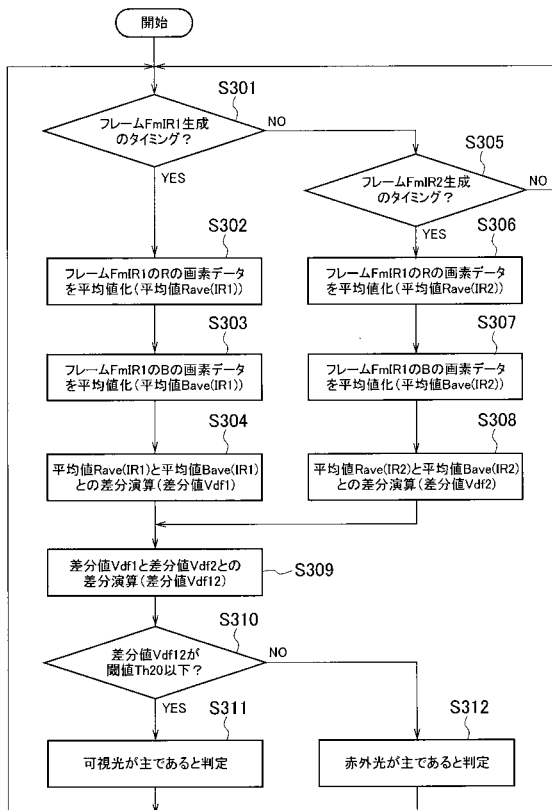 開始
S301
フレームFmIR1生成
のタイミング?
NO
YES
S305
フレームFmIR2生成
のタイミング?
NO
YES
S302
フレームFmIR1のRの画素データ
を平均値化(平均値Rave(IR1))
S306
フレームFmIR1のRの画素データ
を平均値化(平均値Rave(IR2))
S303
フレームFmIR1のBの画素データ
を平均値化(平均値Bave(IR1))
S307
フレームFmIR1のBの画素データ
を平均値化(平均値Bave(IR2))
S304
平均値Rave(IR1)と平均値Bave(IR1)
との差分演算(差分値Vdf1)
S308
平均値Rave(IR2)と平均値Bave(IR2)
との差分演算(差分値Vdf2)
差分値Vdf1と差分値Vdf2との
差分演算(差分値Vdf12)
S309
S310
差分値Vdf12が
閾値Th20以下?
NO
YES
S311
可視光が主であると判定
S312
赤外光が主であると判定